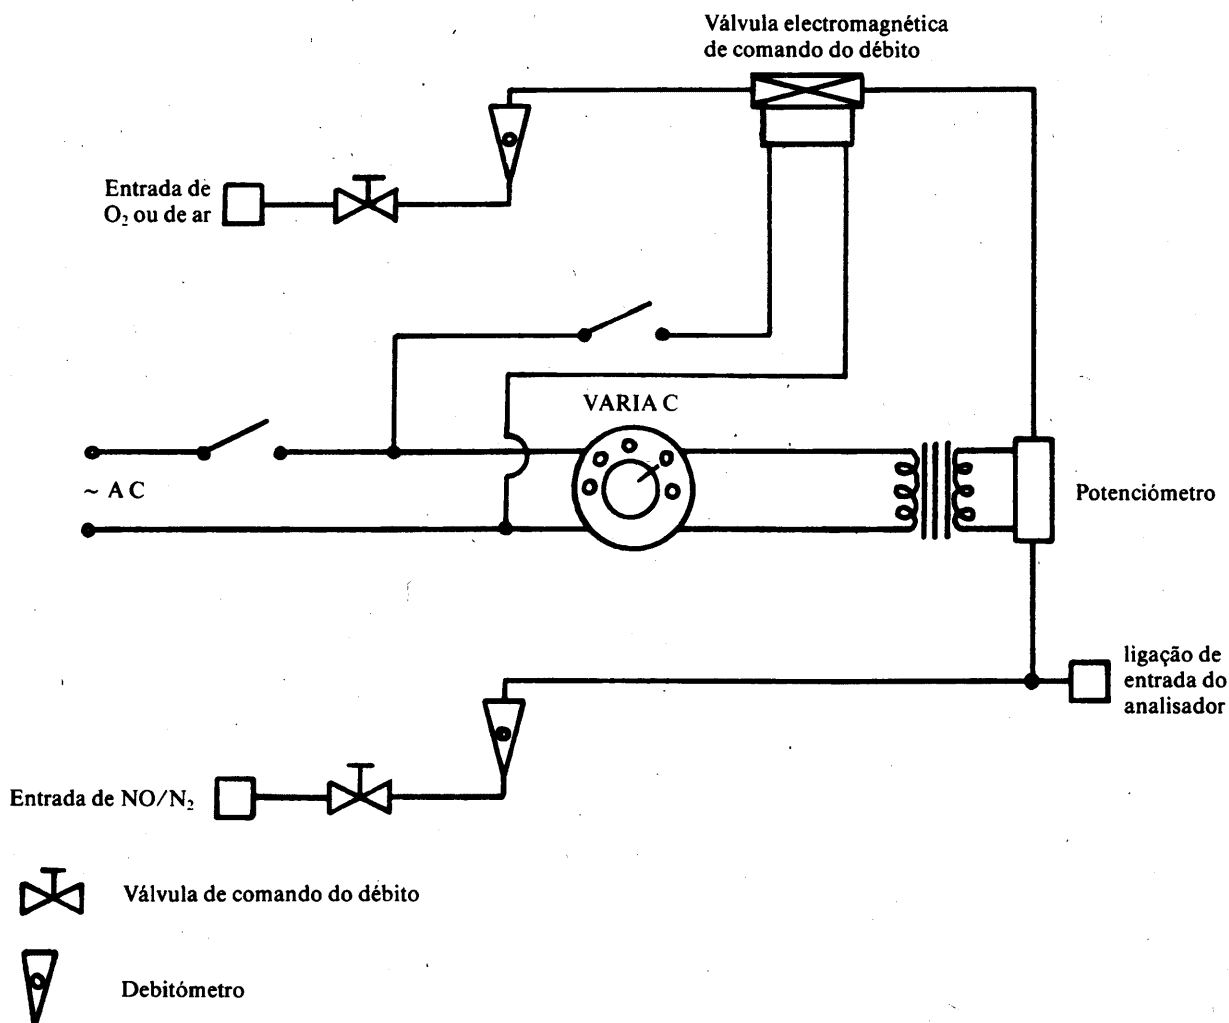 Válvula electromagnética
de comando do débito
Entrada de
O₂ ou de ar
VARIA C
~ A C
Potenciómetro
ligação de
entrada do
analisador
Entrada de NO/N₂
Válvula de comando do débito
Debitómetro